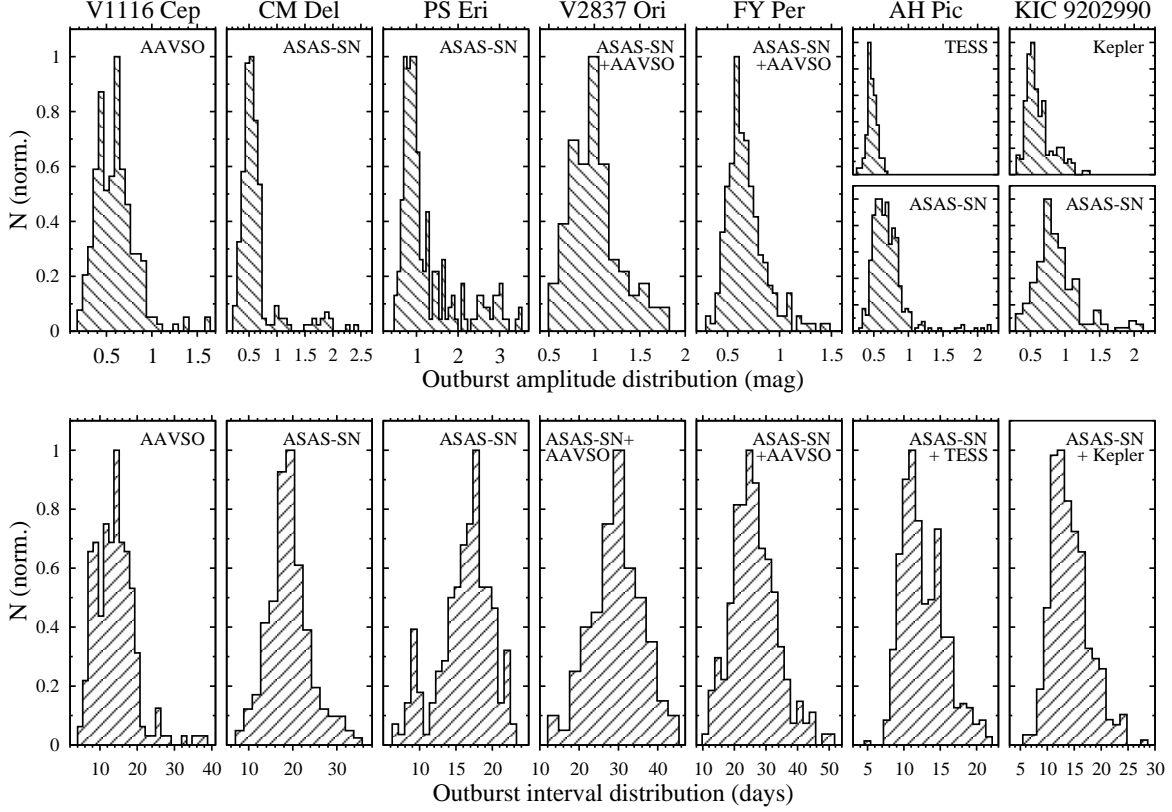 V1116 Cep CM Del PS Eri V2837 Ori FY Per AH Pic KIC 9202990
AAVSO ASAS-SN ASAS-SN ASAS-SN ASAS-SN TESS Kepler
+AAVSO +AAVSO
ASAS-SN ASAS-SN
N (norm.)
1
0.8
0.6
0.4
0.2
0
0.5 1 1.5 0.5 1 1.5 2 2.5 1 2 3 0.5 1 1.5 2 0.5 1 1.5 0.5 1 1.5 2 0.5 1 1.5 2
Outburst amplitude distribution (mag)
AAVSO ASAS-SN ASAS-SN ASAS-SN+ ASAS-SN ASAS-SN ASAS-SN
AAVSO +AAVSO + TESS + Kepler
N (norm.)
1
0.8
0.6
0.4
0.2
0
10 20 30 40 10 20 30 10 20 10 20 30 40 10 20 30 40 50 5 10 15 20 5 10 15 20 25 30
Outburst interval distribution (days)